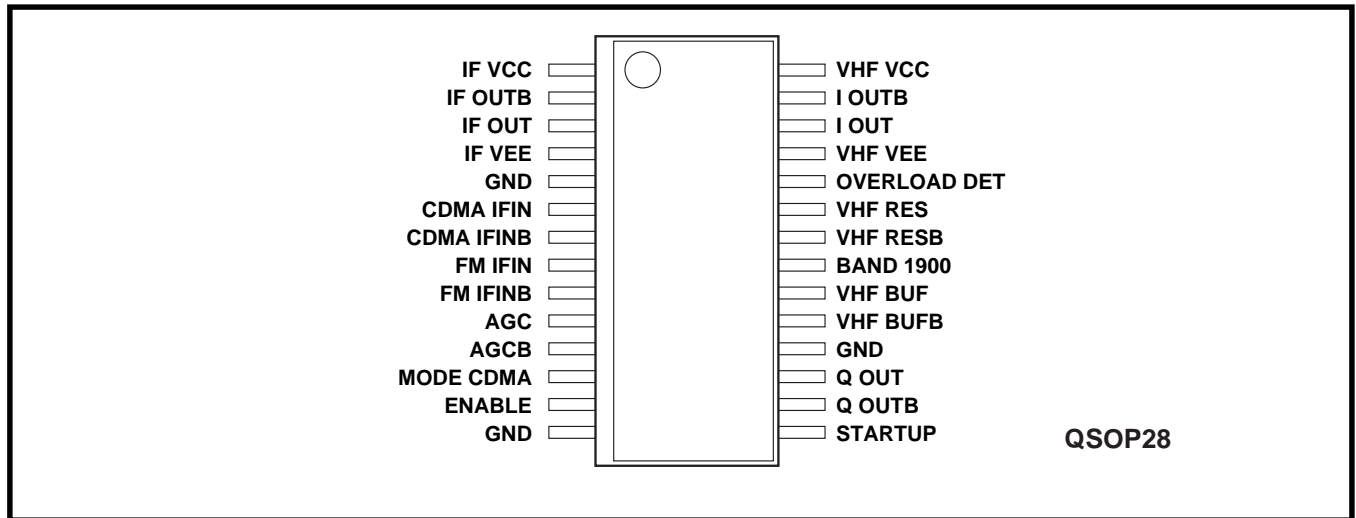 IF VCC
IF OUTB
IF OUT
IF VEE
GND
CDMA IFIN
CDMA IFINB
FM IFIN
FM IFINB
AGC
AGCB
MODE CDMA
ENABLE
GND
VHF VCC
I OUTB
I OUT
VHF VEE
OVERLOAD DET
VHF RES
VHF RESB
BAND 1900
VHF BUF
VHF BUFB
GND
Q OUT
Q OUTB
STARTUP
QSOP28